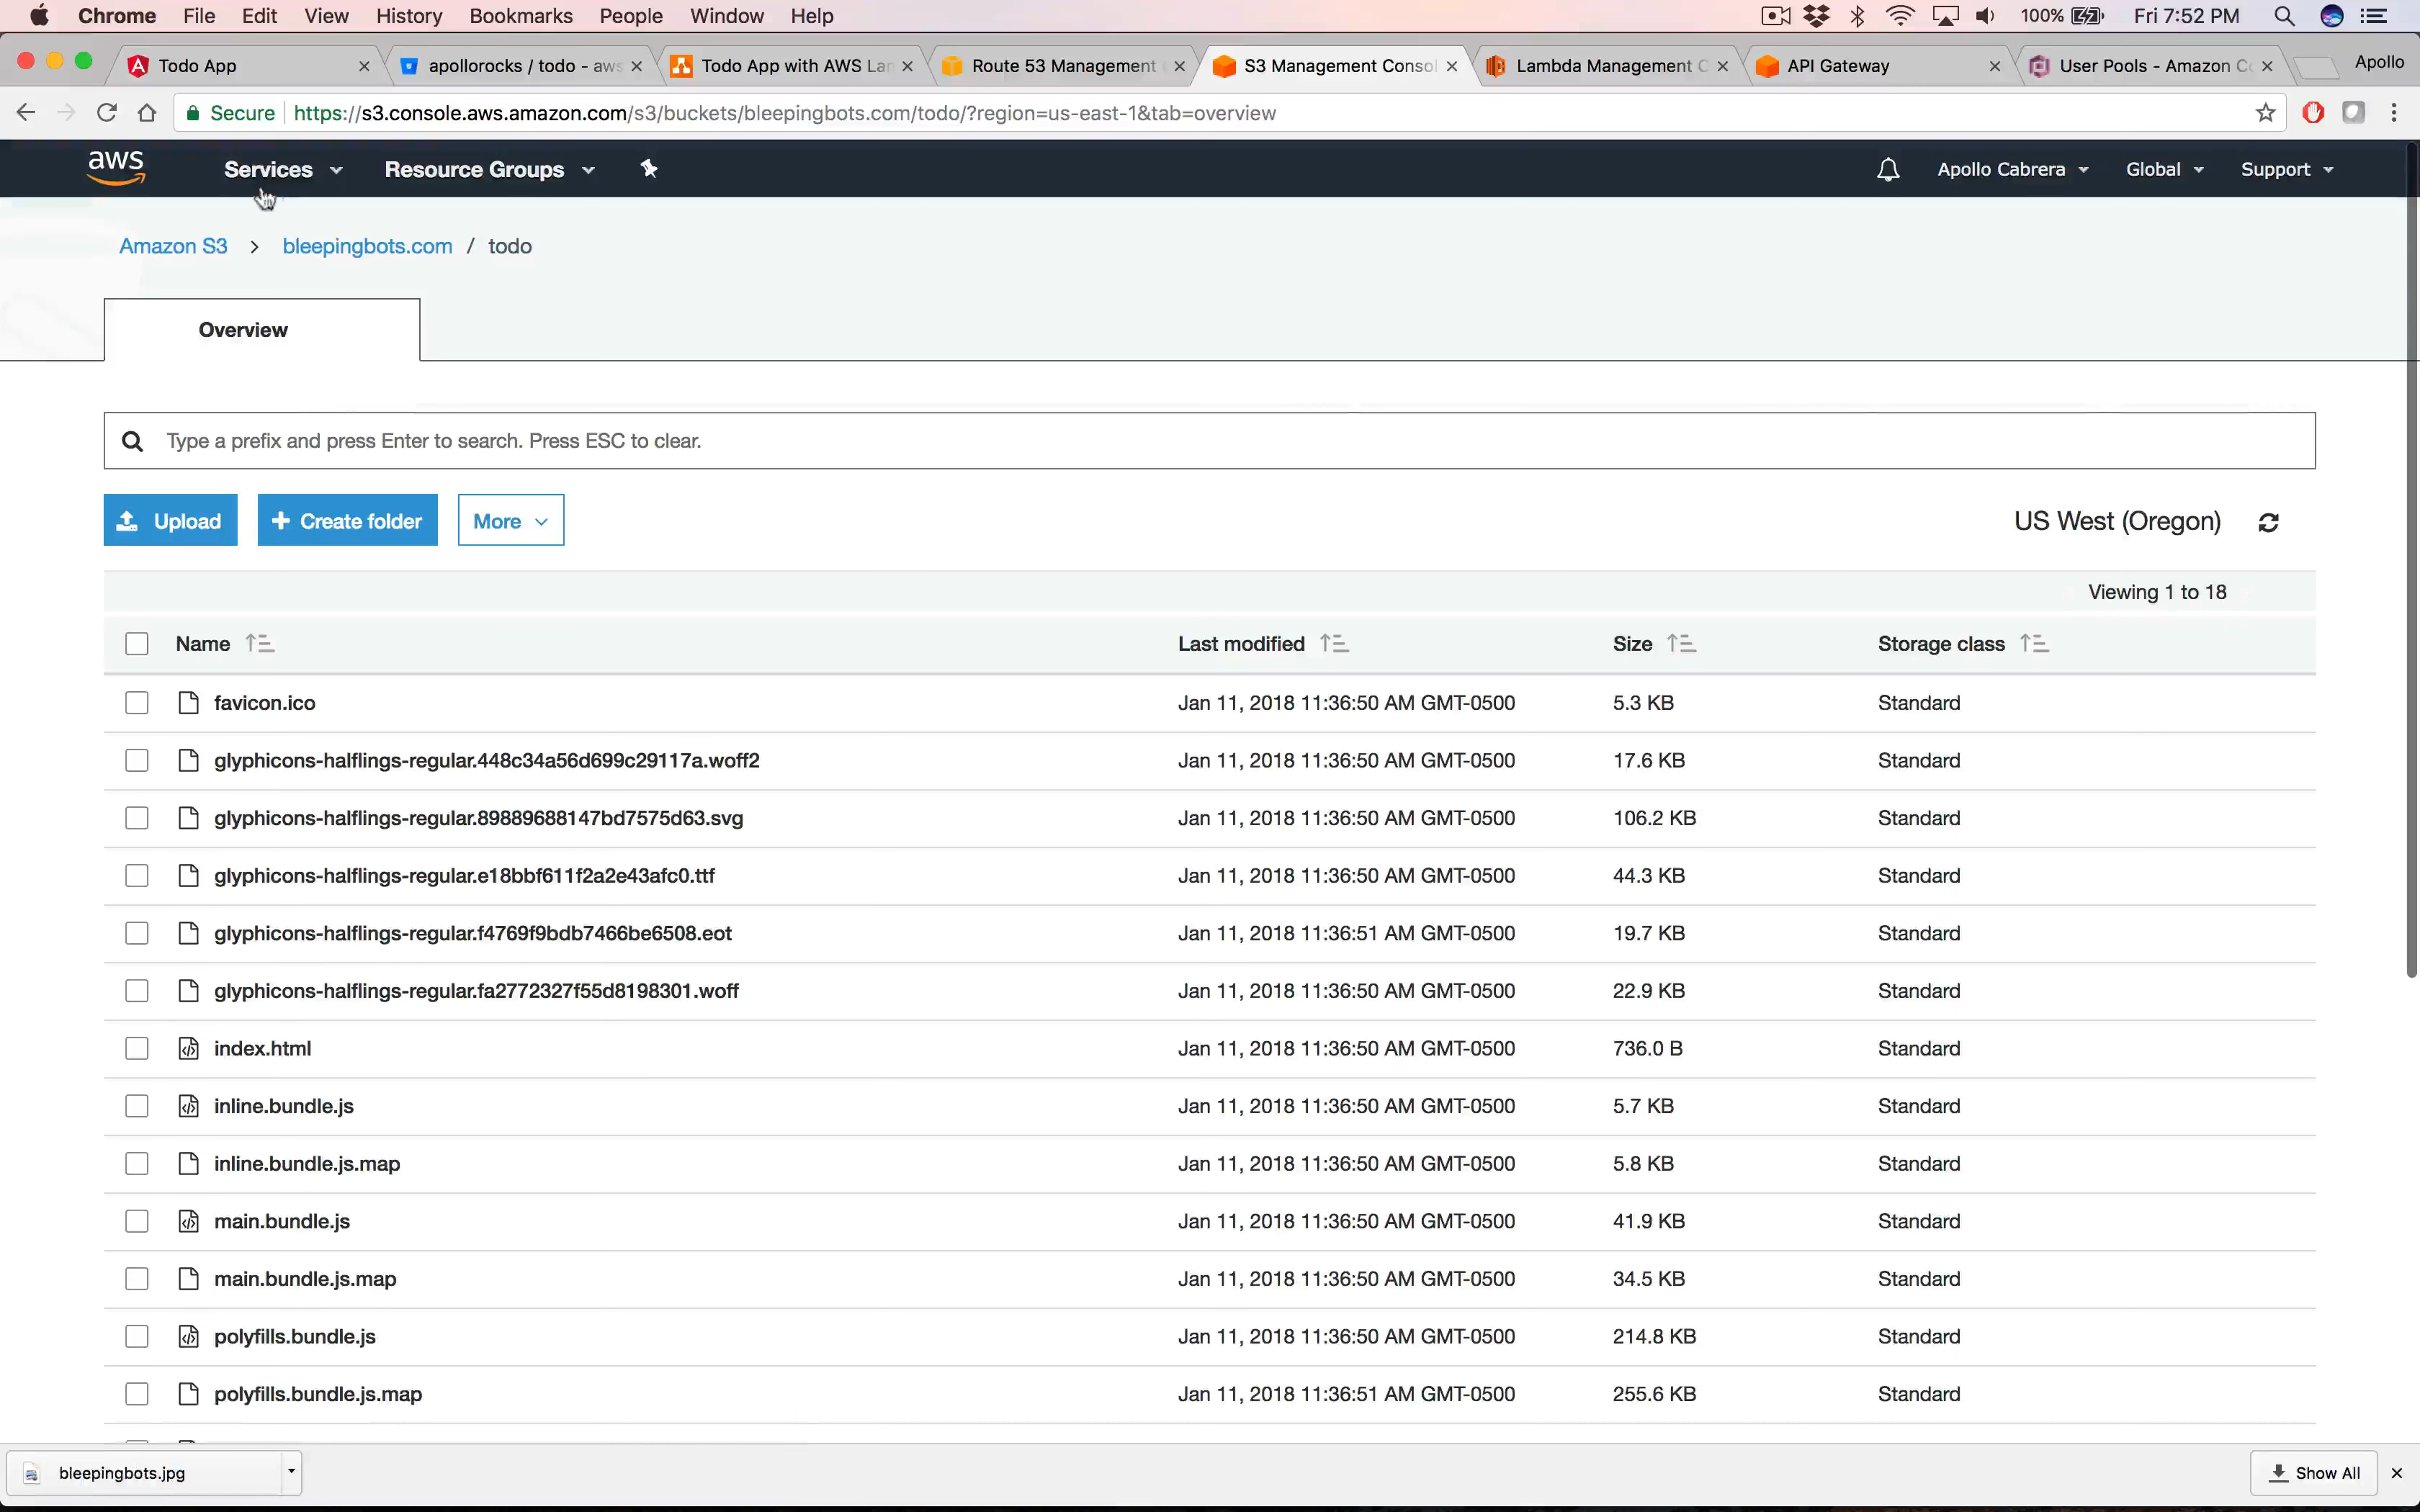 Chrome File Edit View History Bookmarks People Window Help 100% Fri 7:52 PM
Todo App apollorocks / todo - aws Todo App with AWS Lam Route 53 Management S3 Management Consol Lambda Management C API Gateway User Pools - Amazon Co Apollo
Secure https://s3.console.aws.amazon.com/s3/buckets/bleepingbots.com/todo/?region=us-east-1&tab=overview
aws Services Resource Groups Apollo Cabrera Global Support
Amazon S3 > bleepingbots.com / todo
Overview
Type a prefix and press Enter to search. Press ESC to clear.
Upload + Create folder More US West (Oregon)
Viewing 1 to 18
Name Last modified Size Storage class
favicon.ico Jan 11, 2018 11:36:50 AM GMT-0500 5.3 KB Standard
glyphicons-halflings-regular.448c34a56d699c29117a.woff2 Jan 11, 2018 11:36:50 AM GMT-0500 17.6 KB Standard
glyphicons-halflings-regular.89889688147bd7575d63.svg Jan 11, 2018 11:36:50 AM GMT-0500 106.2 KB Standard
glyphicons-halflings-regular.e18bbf611f2a2e43afc0.ttf Jan 11, 2018 11:36:50 AM GMT-0500 44.3 KB Standard
glyphicons-halflings-regular.f4769f9bdb7466be6508.eot Jan 11, 2018 11:36:51 AM GMT-0500 19.7 KB Standard
glyphicons-halflings-regular.fa2772327f55d8198301.woff Jan 11, 2018 11:36:50 AM GMT-0500 22.9 KB Standard
index.html Jan 11, 2018 11:36:50 AM GMT-0500 736.0 B Standard
inline.bundle.js Jan 11, 2018 11:36:50 AM GMT-0500 5.7 KB Standard
inline.bundle.js.map Jan 11, 2018 11:36:50 AM GMT-0500 5.8 KB Standard
main.bundle.js Jan 11, 2018 11:36:50 AM GMT-0500 41.9 KB Standard
main.bundle.js.map Jan 11, 2018 11:36:50 AM GMT-0500 34.5 KB Standard
polyfills.bundle.js Jan 11, 2018 11:36:50 AM GMT-0500 214.8 KB Standard
polyfills.bundle.js.map Jan 11, 2018 11:36:51 AM GMT-0500 255.6 KB Standard
bleepingbots.jpg Show All